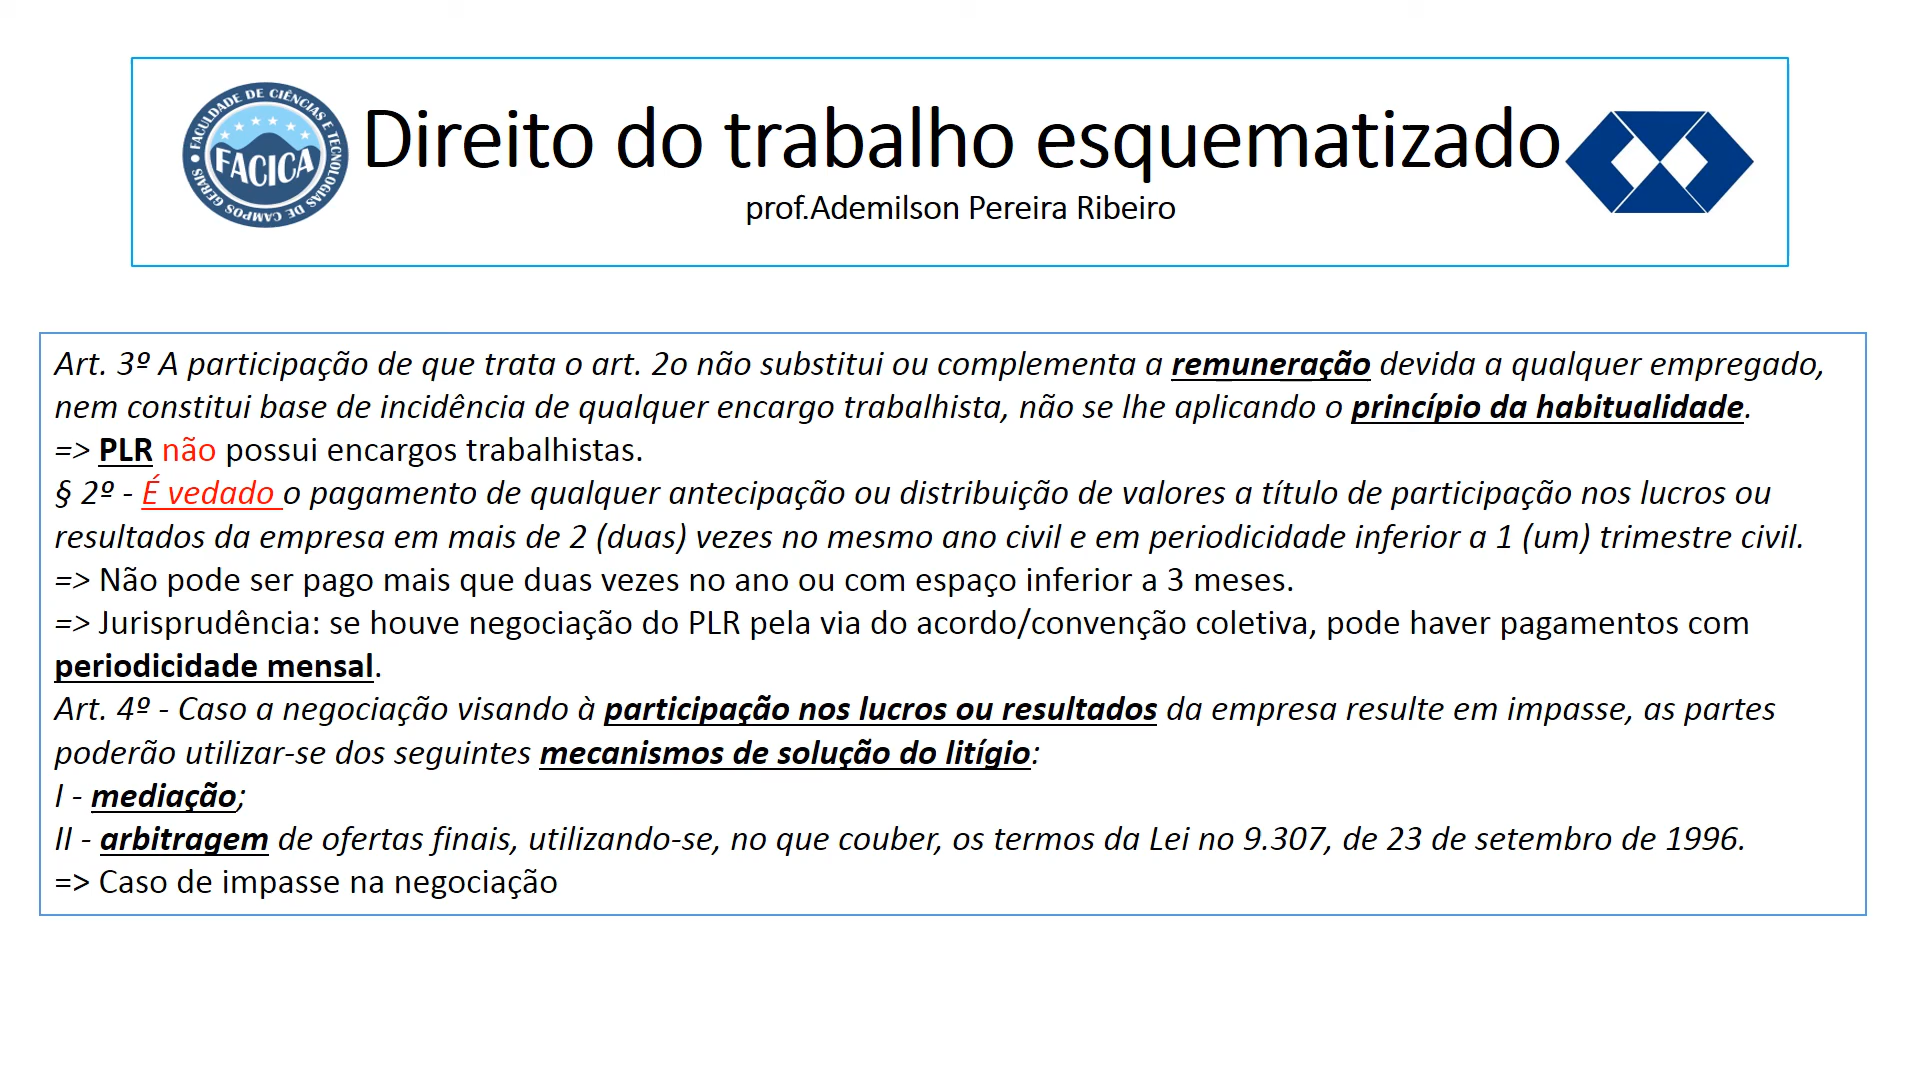 FACULDADE DE CIÊNCIAS E TECNOLOGIAS DE CAMPOS GERAIS
FACICA
Direito do trabalho esquematizado
prof.Ademilson Pereira Ribeiro
Art. 3º A participação de que trata o art. 2o não substitui ou complementa a remuneração devida a qualquer empregado,
nem constitui base de incidência de qualquer encargo trabalhista, não se lhe aplicando o princípio da habitualidade.
=> PLR não possui encargos trabalhistas.
§ 2º - É vedado o pagamento de qualquer antecipação ou distribuição de valores a título de participação nos lucros ou
resultados da empresa em mais de 2 (duas) vezes no mesmo ano civil e em periodicidade inferior a 1 (um) trimestre civil.
=> Não pode ser pago mais que duas vezes no ano ou com espaço inferior a 3 meses.
=> Jurisprudência: se houve negociação do PLR pela via do acordo/convenção coletiva, pode haver pagamentos com
periodicidade mensal.
Art. 4º - Caso a negociação visando à participação nos lucros ou resultados da empresa resulte em impasse, as partes
poderão utilizar-se dos seguintes mecanismos de solução do litígio:
I - mediação;
II - arbitragem de ofertas finais, utilizando-se, no que couber, os termos da Lei no 9.307, de 23 de setembro de 1996.
=> Caso de impasse na negociação